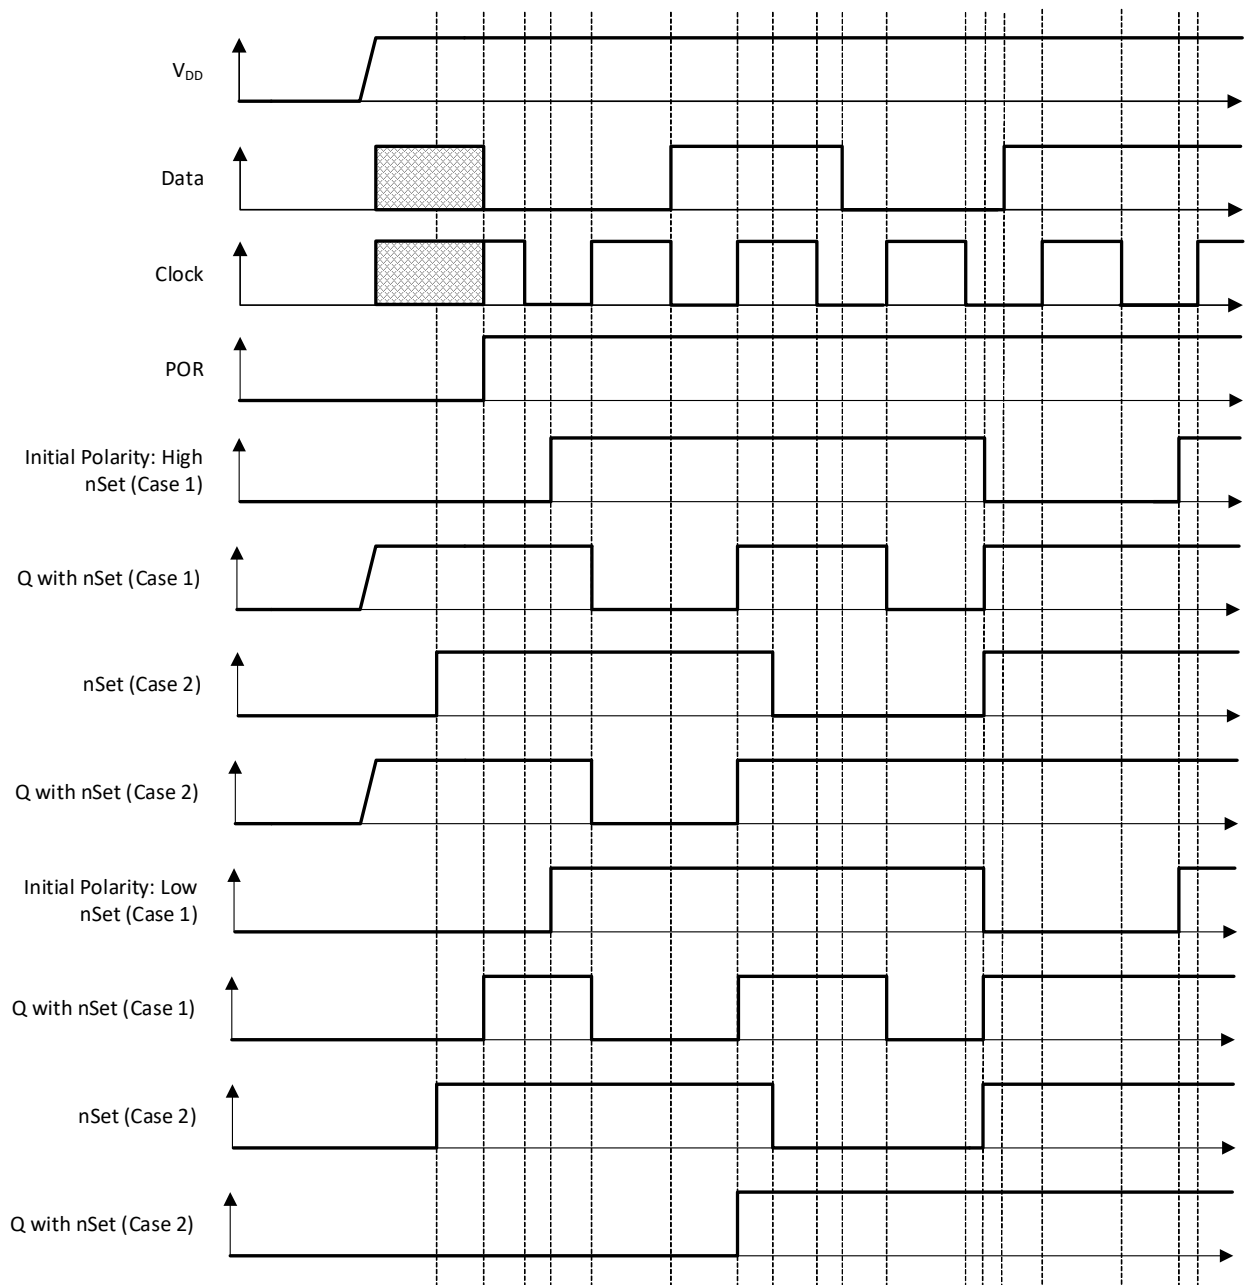 VDD
Data
Clock
POR
Initial Polarity: High
nSet (Case 1)
Q with nSet (Case 1)
nSet (Case 2)
Q with nSet (Case 2)
Initial Polarity: Low
nSet (Case 1)
Q with nSet (Case 1)
nSet (Case 2)
Q with nSet (Case 2)